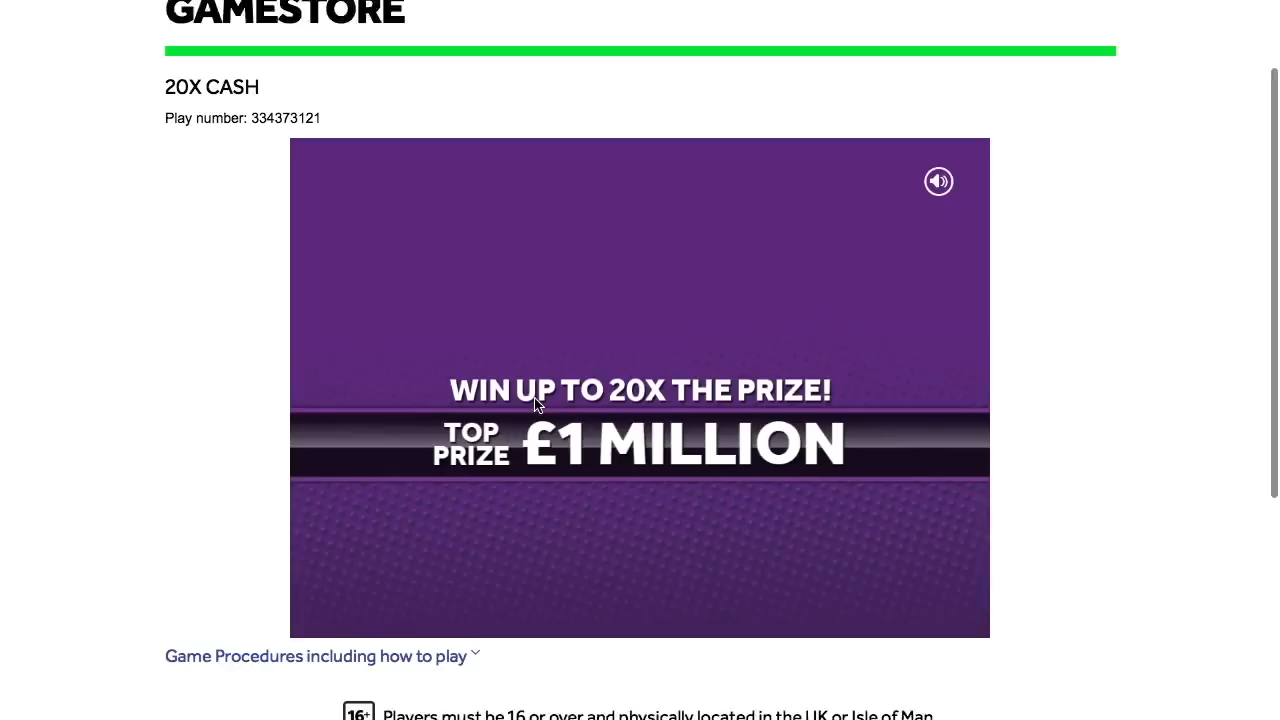 GAMESTORE
20X CASH
Play number: 334373121
WIN UP TO 20X THE PRIZE!
TOP PRIZE £1 MILLION
Game Procedures including how to play
16+ Players must be 16 or over and physically located in the UK or Isle of Man